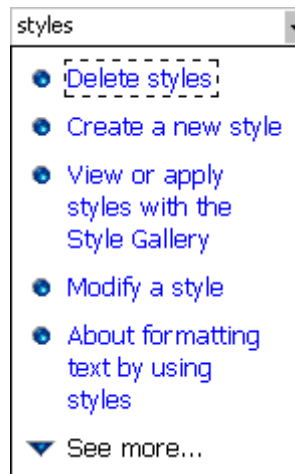 styles
Delete styles
Create a new style
View or apply
styles with the
Style Gallery
Modify a style
About formatting
text by using
styles
See more...